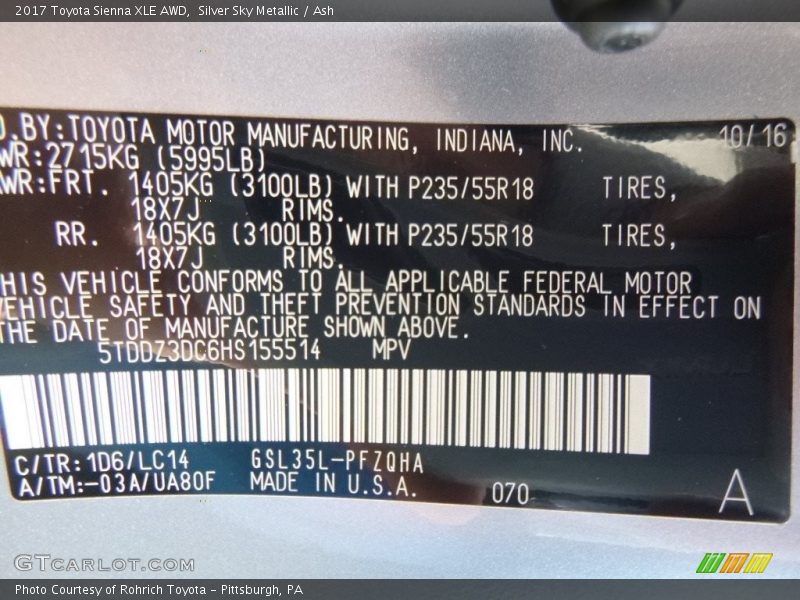 2017 Toyota Sienna XLE AWD,  Silver Sky Metallic / Ash
D.BY:TOYOTA MOTOR MANUFACTURING, INDIANA, INC. 10/16
WR:2715KG (5995LB)
WR:FRT. 1405KG (3100LB) WITH P235/55R18 TIRES,
18X7J RIMS.
RR. 1405KG (3100LB) WITH P235/55R18 TIRES,
18X7J RIMS.
HIS VEHICLE CONFORMS TO ALL APPLICABLE FEDERAL MOTOR
VEHICLE SAFETY AND THEFT PREVENTION STANDARDS IN EFFECT ON
THE DATE OF MANUFACTURE SHOWN ABOVE.
5TDDZ3DC6HS155514 MPV
C/TR:1D6/LC14 GSL35L-PFZQHA
A/TM:-03A/UA80F MADE IN U.S.A. 070 A
GTCARLOT.COM
Photo Courtesy of Rohrich Toyota - Pittsburgh, PA